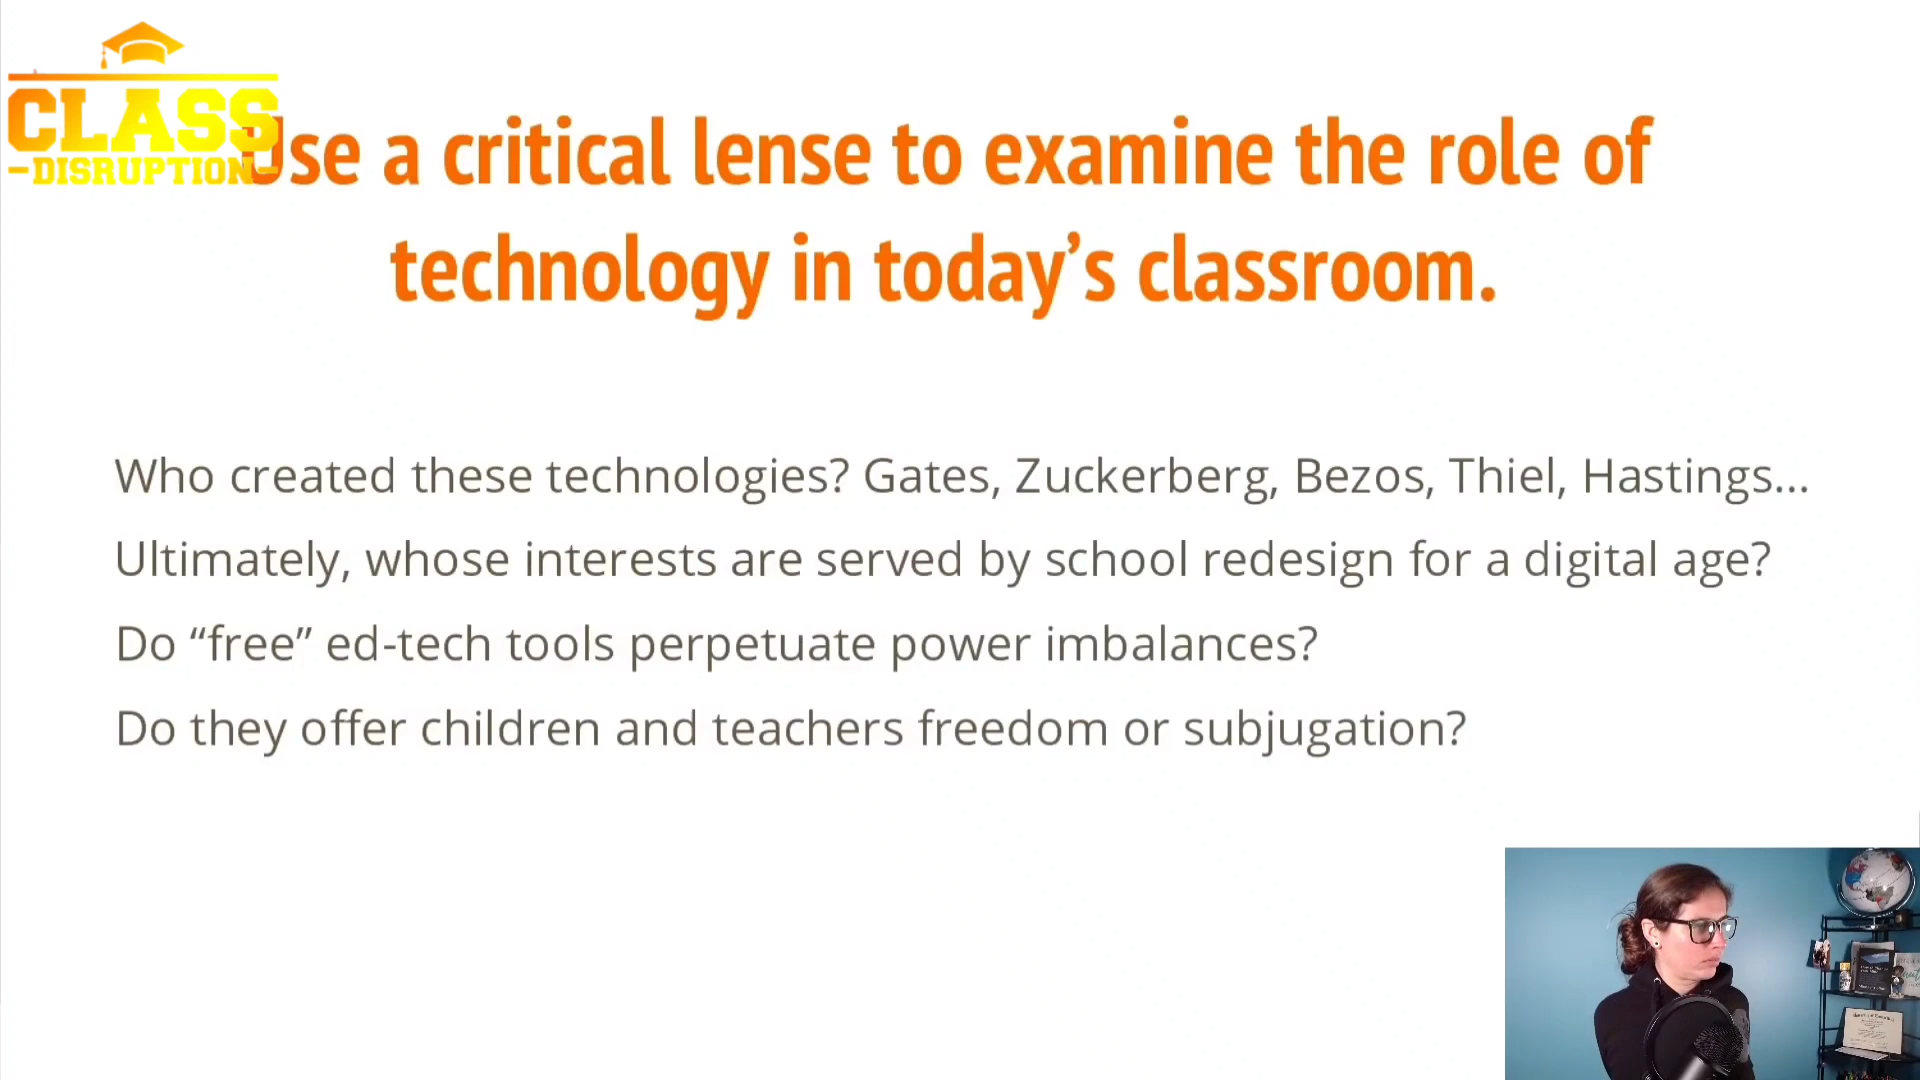 CLASS
-DISRUPTION-
Use a critical lense to examine the role of
technology in today’s classroom.
Who created these technologies? Gates, Zuckerberg, Bezos, Thiel, Hastings...
Ultimately, whose interests are served by school redesign for a digital age?
Do “free” ed-tech tools perpetuate power imbalances?
Do they offer children and teachers freedom or subjugation?